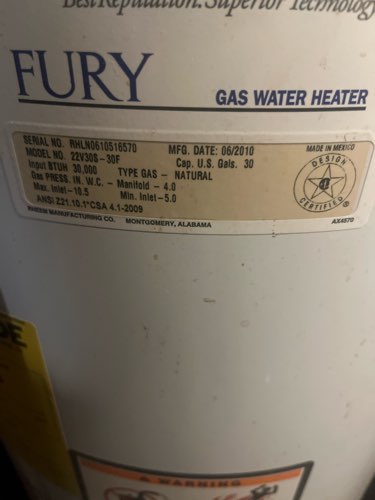 Best Reputation. Superior Technology
FURY
GAS WATER HEATER
SERIAL NO. RHLN0610516570 MFG. DATE: 06/2010 MADE IN MEXICO
MODEL NO. 22V30S-30F Cap. U.S. Gals. 30
Input BTUH 30,000 TYPE GAS - NATURAL
Gas PRESS. IN. W.C. - Manifold - 4.0
Max. Inlet-10.5 Min. Inlet-5.0
ANSI Z21.10.1*CSA 4.1-2009
DESIGN
CERTIFIED
RHEEM MANUFACTURING CO. MONTGOMERY, ALABAMA AX4570
DE
WARNING